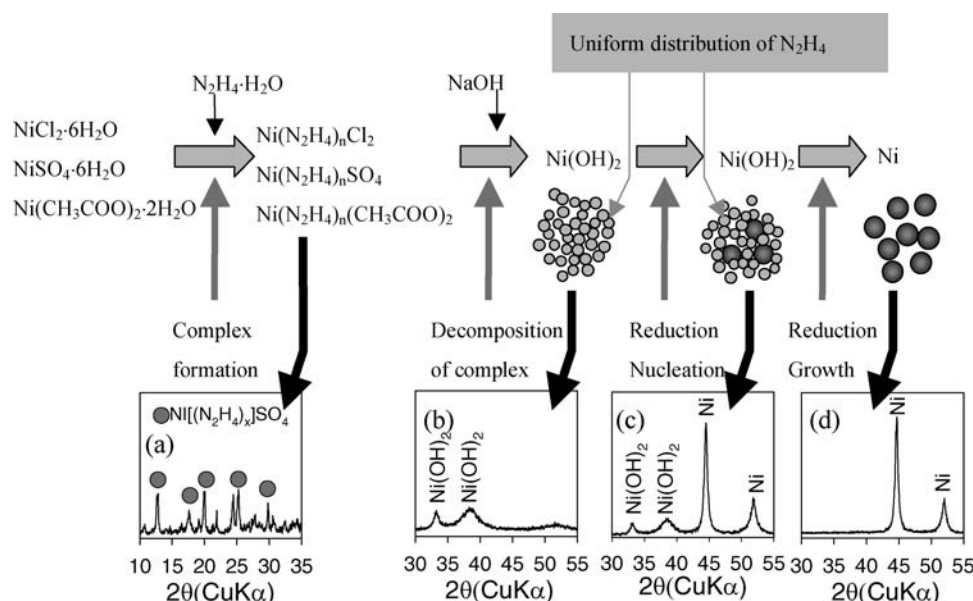 Uniform distribution of N₂H₄
N₂H₄·H₂O
NaOH
NiCl₂·6H₂O
NiSO₄·6H₂O
Ni(CH₃COO)₂·2H₂O
Ni(N₂H₄)ₙCl₂
Ni(N₂H₄)ₙSO₄
Ni(N₂H₄)ₙ(CH₃COO)₂
Ni(OH)₂
Ni(OH)₂
Ni
Complex
formation
Decomposition
of complex
Reduction
Nucleation
Reduction
Growth
NI[(N₂H₄)ₓ]SO₄
(a)
10 15 20 25 30 35
2θ(CuKα)
(b)
Ni(OH)₂
Ni(OH)₂
30 35 40 45 50 55
2θ(CuKα)
(c)
Ni(OH)₂
Ni(OH)₂
Ni
Ni
30 35 40 45 50 55
2θ(CuKα)
(d)
Ni
Ni
30 35 40 45 50 55
2θ(CuKα)